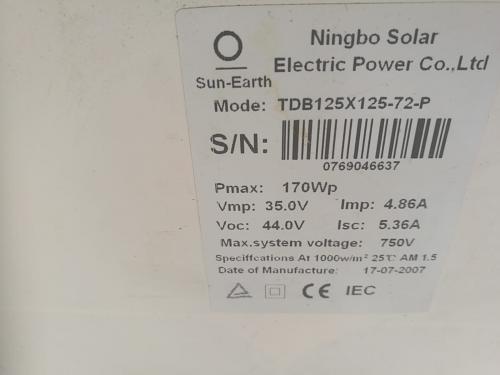 Ningbo Solar
Electric Power Co.,Ltd
Sun-Earth
Mode: TDB125X125-72-P
S/N:
0769046637
Pmax: 170Wp
Vmp: 35.0V Imp: 4.86A
Voc: 44.0V Isc: 5.36A
Max.system voltage: 750V
Speciffcations At 1000w/m² 25℃ AM 1.5
Date of Manufacture: 17-07-2007
CE IEC